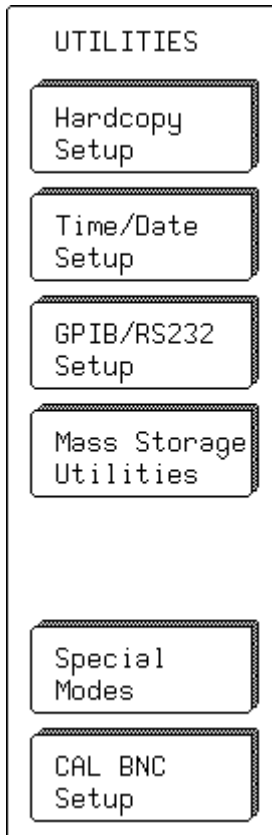 UTILITIES
Hardcopy
Setup
Time/Date
Setup
GPIB/RS232
Setup
Mass Storage
Utilities
Special
Modes
CAL BNC
Setup